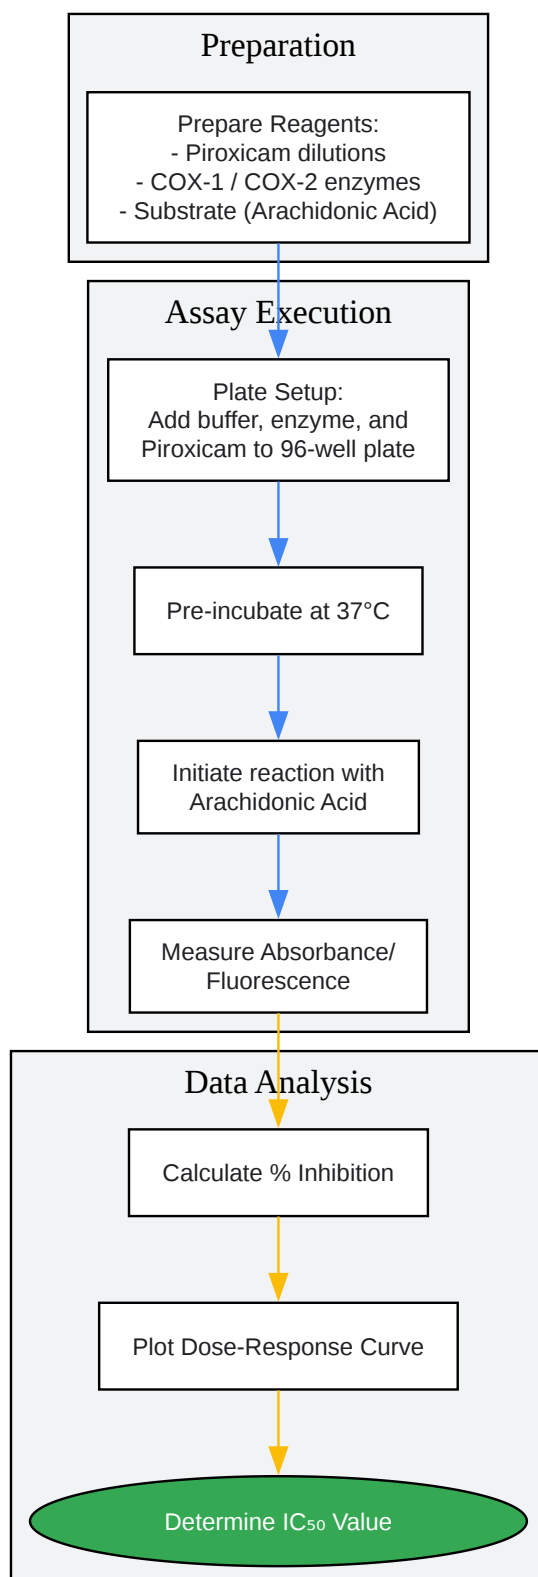 Preparation
Prepare Reagents:
- Piroxicam dilutions
- COX-1 / COX-2 enzymes
- Substrate (Arachidonic Acid)
Assay Execution
Plate Setup:
Add buffer, enzyme, and
Piroxicam to 96-well plate
Pre-incubate at 37°C
Initiate reaction with
Arachidonic Acid
Measure Absorbance/
Fluorescence
Data Analysis
Calculate % Inhibition
Plot Dose-Response Curve
Determine IC₅₀ Value